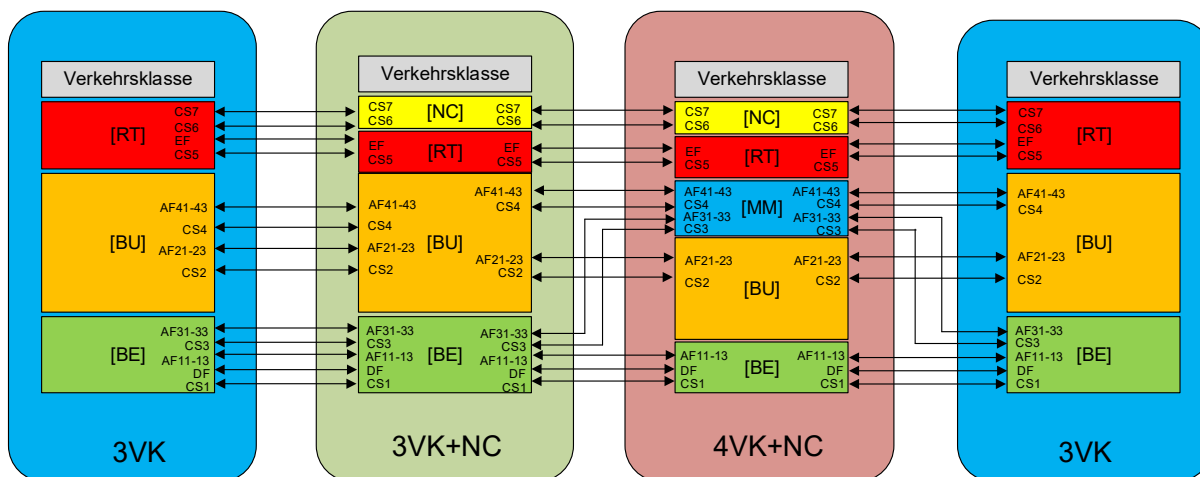 Verkehrsklasse
CS7
CS6
[RT]
EF
CS5
AF41-43
CS4
[BU]
AF21-23
CS2
AF31-33
CS3
[BE]
AF11-13
DF
CS1
3VK
Verkehrsklasse
CS7 [NC] CS7
CS6 CS6
EF [RT] EF
CS5 CS5
AF41-43 AF41-43
CS4 CS4
AF21-23 [BU] AF21-23
CS2 CS2
AF31-33 AF31-33
CS3 CS3
AF11-13 [BE] AF11-13
DF DF
CS1 CS1
3VK+NC
Verkehrsklasse
CS7 [NC] CS7
CS6 CS6
EF [RT] EF
CS5 CS5
AF41-43 AF41-43
CS4 [MM] CS4
AF31-33 AF31-33
CS3 CS3
AF21-23 AF21-23
CS2 [BU] CS2
AF11-13 AF11-13
DF [BE] DF
CS1 CS1
4VK+NC
Verkehrsklasse
CS7
CS6
[RT]
EF
CS5
AF41-43
CS4
[BU]
AF21-23
CS2
AF31-33
CS3
AF11-13
[BE]
DF
CS1
3VK